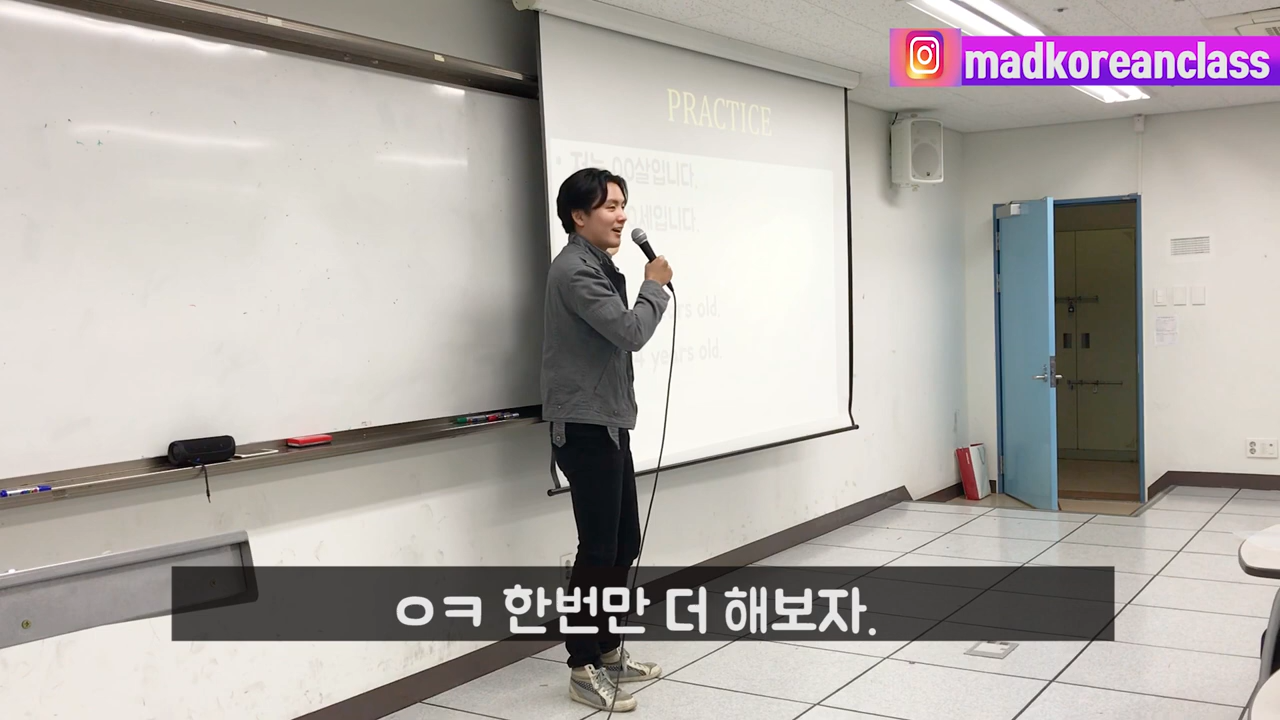 madkoreanclass
PRACTICE
• 저는 00살입니다.
세입니다.
old.
years old.
ㅇㅋ 한번만 더 해보자.